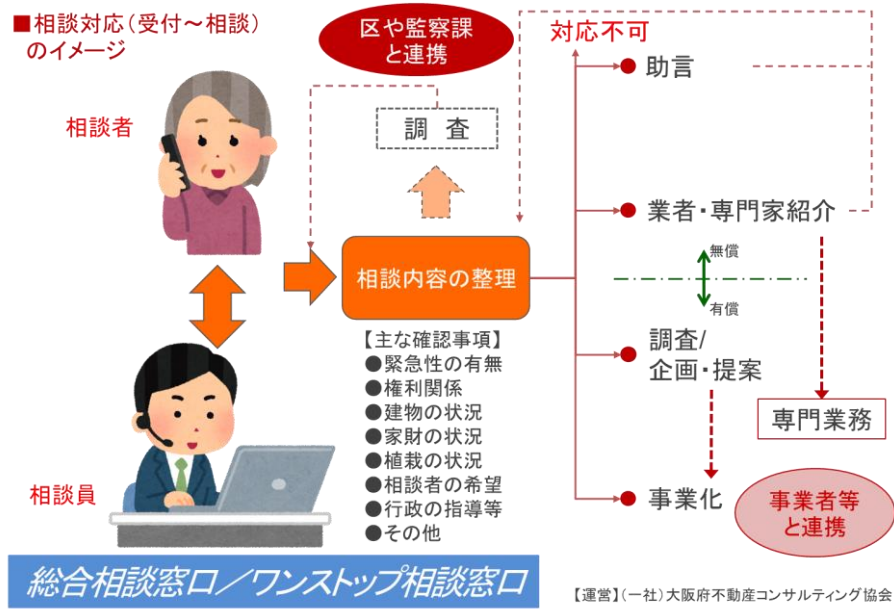 ■相談対応（受付～相談）
のイメージ
区や監察課
と連携
対応不可
助言
相談者
調 査
業者・専門家紹介
相談内容の整理
無償
有償
【主な確認事項】
●緊急性の有無
●権利関係
●建物の状況
●家財の状況
●植栽の状況
●相談者の希望
●行政の指導等
●その他
調査/
企画・提案
専門業務
相談員
事業化
事業者等
と連携
総合相談窓口／ワンストップ相談窓口
【運営】（一社）大阪府不動産コンサルティング協会